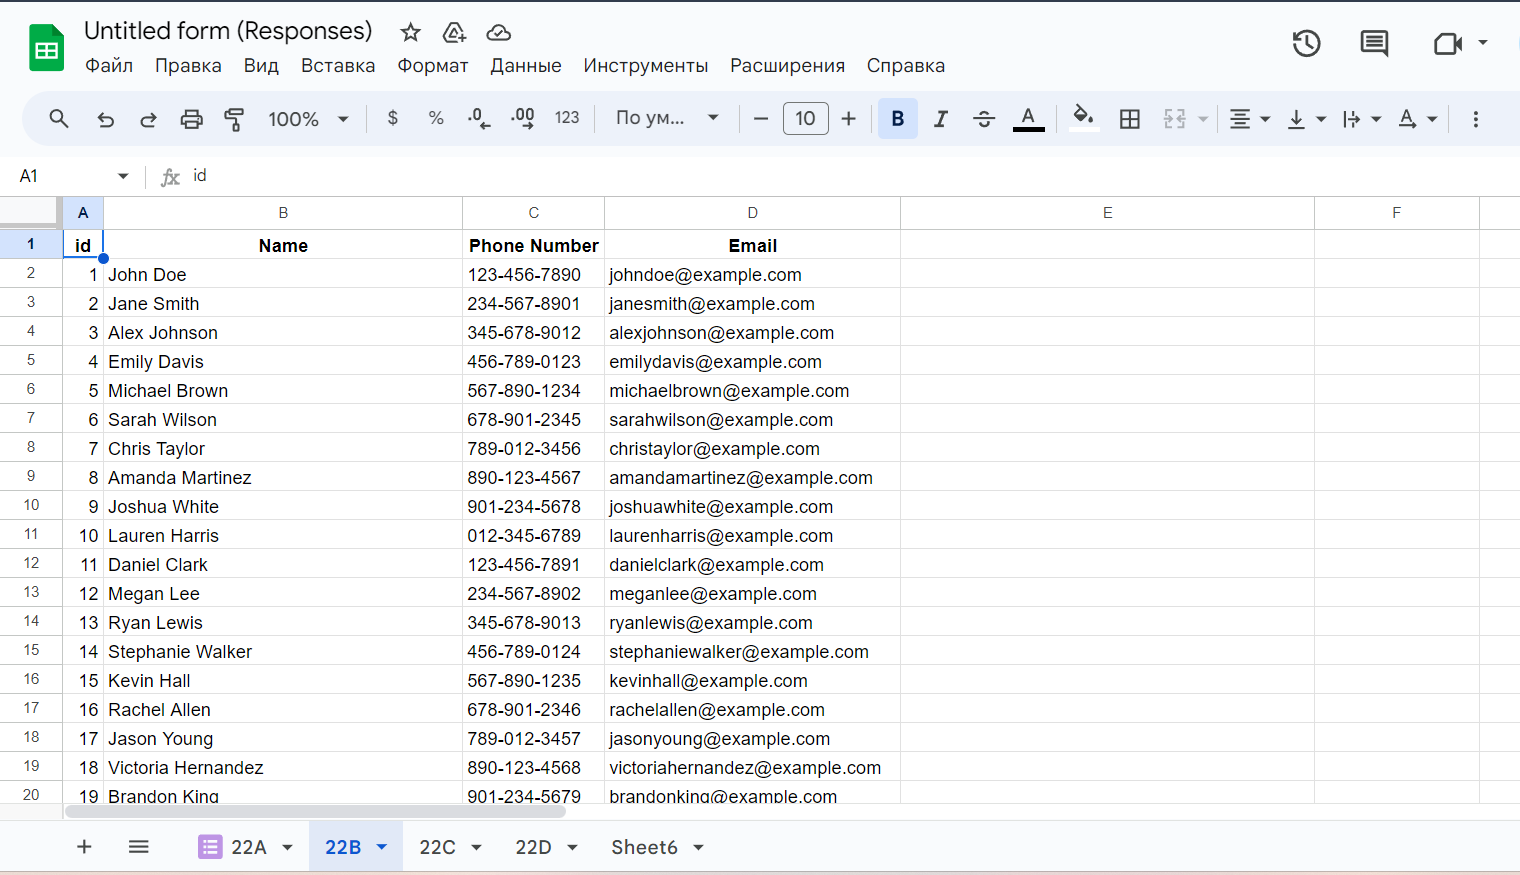 Untitled form (Responses)
Файл Правка Вид Вставка Формат Данные Инструменты Расширения Справка
100% $ % .0 .00 123 По ум... 10 B I A A
A1 fx id
A B C D E F
1 id Name Phone Number Email
2 1 John Doe 123-456-7890 johndoe@example.com
3 2 Jane Smith 234-567-8901 janesmith@example.com
4 3 Alex Johnson 345-678-9012 alexjohnson@example.com
5 4 Emily Davis 456-789-0123 emilydavis@example.com
6 5 Michael Brown 567-890-1234 michaelbrown@example.com
7 6 Sarah Wilson 678-901-2345 sarahwilson@example.com
8 7 Chris Taylor 789-012-3456 christaylor@example.com
9 8 Amanda Martinez 890-123-4567 amandamartinez@example.com
10 9 Joshua White 901-234-5678 joshuawhite@example.com
11 10 Lauren Harris 012-345-6789 laurenharris@example.com
12 11 Daniel Clark 123-456-7891 danielclark@example.com
13 12 Megan Lee 234-567-8902 meganlee@example.com
14 13 Ryan Lewis 345-678-9013 ryanlewis@example.com
15 14 Stephanie Walker 456-789-0124 stephaniewalker@example.com
16 15 Kevin Hall 567-890-1235 kevinhall@example.com
17 16 Rachel Allen 678-901-2346 rachelallen@example.com
18 17 Jason Young 789-012-3457 jasonyoung@example.com
19 18 Victoria Hernandez 890-123-4568 victoriahernandez@example.com
20 19 Brandon King 901-234-5679 brandonking@example.com
22A 22B 22C 22D Sheet6